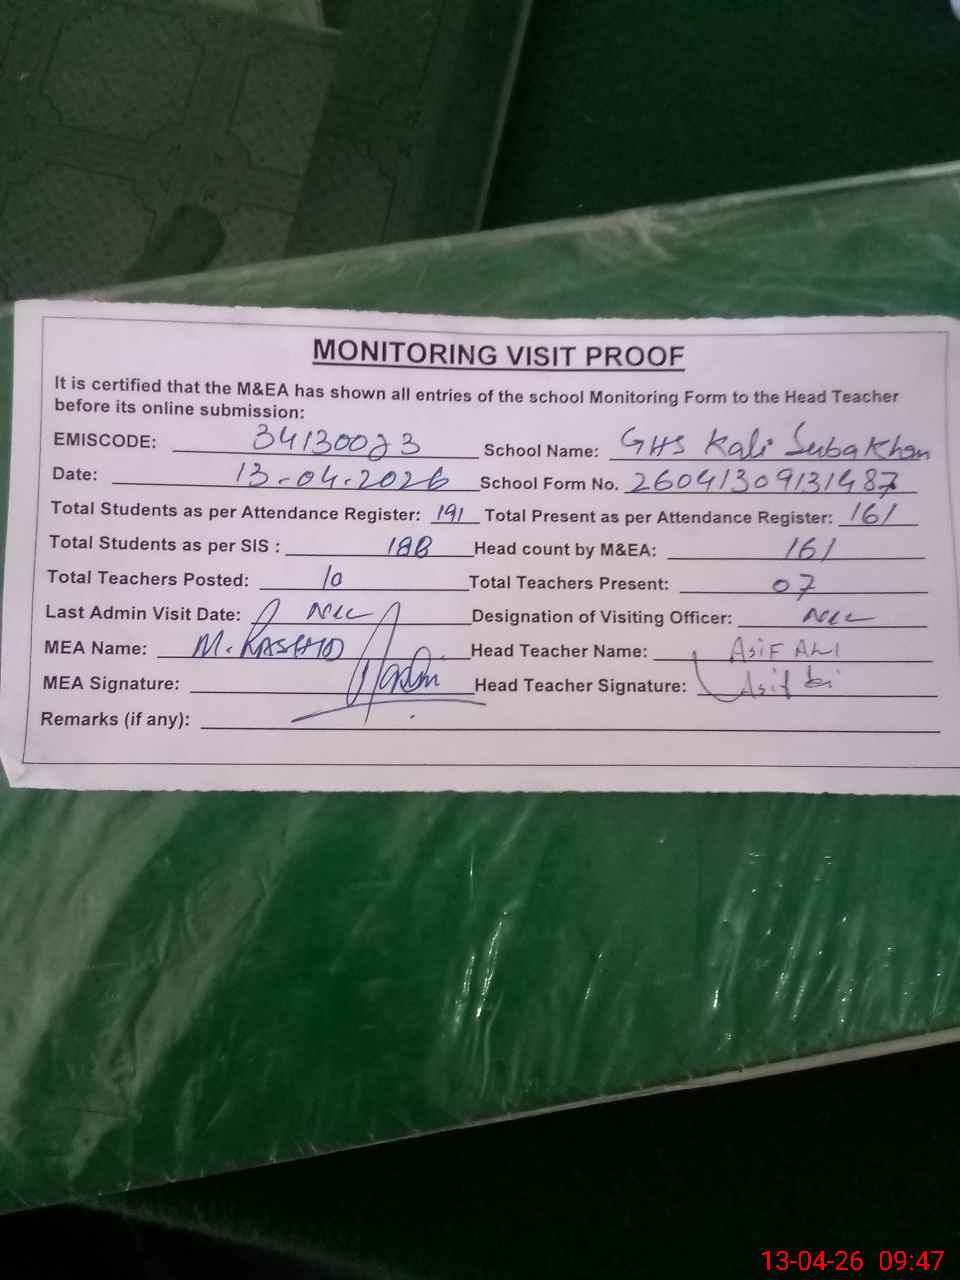 MONITORING VISIT PROOF
It is certified that the M&EA has shown all entries of the school Monitoring Form to the Head Teacher
before its online submission:
EMISCODE: 34130023 School Name: GHS Kali Suba Khan
Date: 13-04-2026 School Form No. 26041309131487
Total Students as per Attendance Register: 191 Total Present as per Attendance Register: 161
Total Students as per SIS : 188 Head count by M&EA: 161
Total Teachers Posted: 10 Total Teachers Present: 07
Last Admin Visit Date: NIL Designation of Visiting Officer: NIL
MEA Name: M. RASHID Head Teacher Name: ASIF ALI
MEA Signature: Head Teacher Signature: Asif
Remarks (if any):
13-04-26 09:47